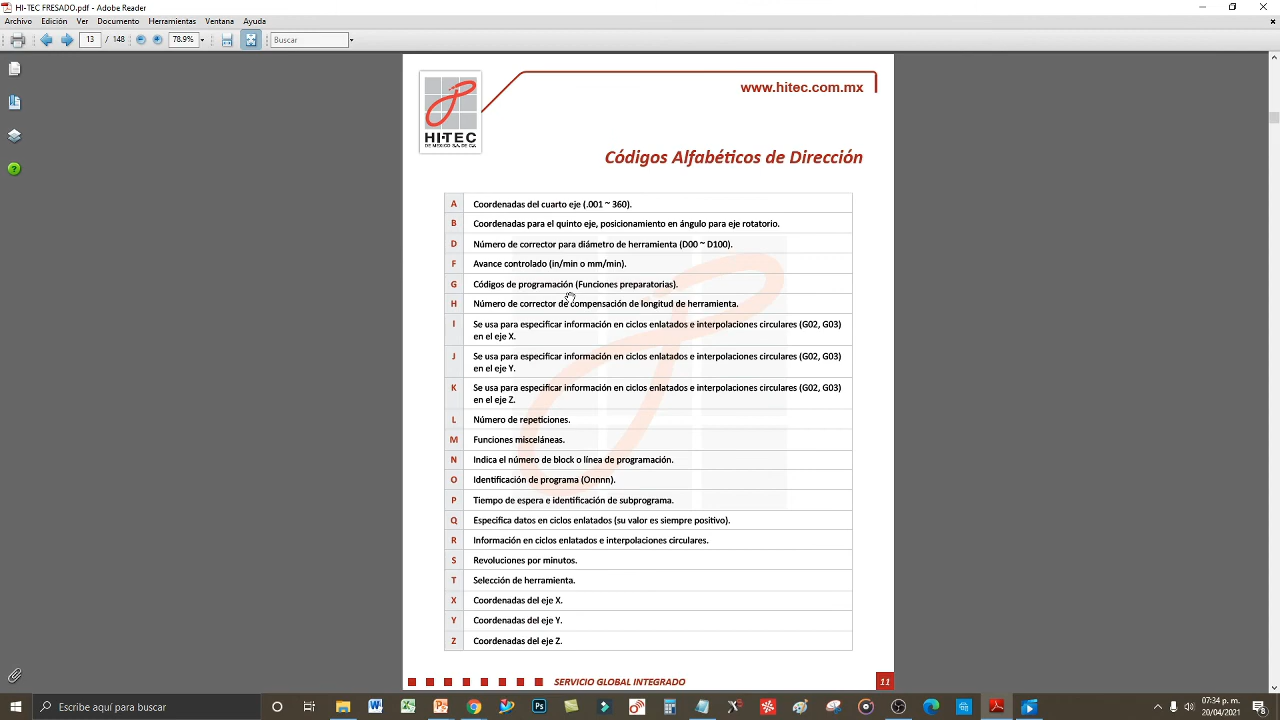 HI-TEC FRESADO.pdf - Adobe Reader
Archivo Edición Ver Documento Herramientas Ventana Ayuda
13 / 148 78.9% Buscar
www.hitec.com.mx
HI-TEC
DE MEXICO S.A. DE C.V.
Códigos Alfabéticos de Dirección
A Coordenadas del cuarto eje (.001 ~ 360).
B Coordenadas para el quinto eje, posicionamiento en ángulo para eje rotatorio.
D Número de corrector para diámetro de herramienta (D00 ~ D100).
F Avance controlado (in/min o mm/min).
G Códigos de programación (Funciones preparatorias).
H Número de corrector de compensación de longitud de herramienta.
I Se usa para especificar información en ciclos enlatados e interpolaciones circulares (G02, G03)
en el eje X.
J Se usa para especificar información en ciclos enlatados e interpolaciones circulares (G02, G03)
en el eje Y.
K Se usa para especificar información en ciclos enlatados e interpolaciones circulares (G02, G03)
en el eje Z.
L Número de repeticiones.
M Funciones misceláneas.
N Indica el número de block o línea de programación.
O Identificación de programa (Onnnn).
P Tiempo de espera e identificación de subprograma.
Q Especifica datos en ciclos enlatados (su valor es siempre positivo).
R Información en ciclos enlatados e interpolaciones circulares.
S Revoluciones por minutos.
T Selección de herramienta.
X Coordenadas del eje X.
Y Coordenadas del eje Y.
Z Coordenadas del eje Z.
SERVICIO GLOBAL INTEGRADO 11
Escribe aquí para buscar
07:34 p. m.
20/04/2021